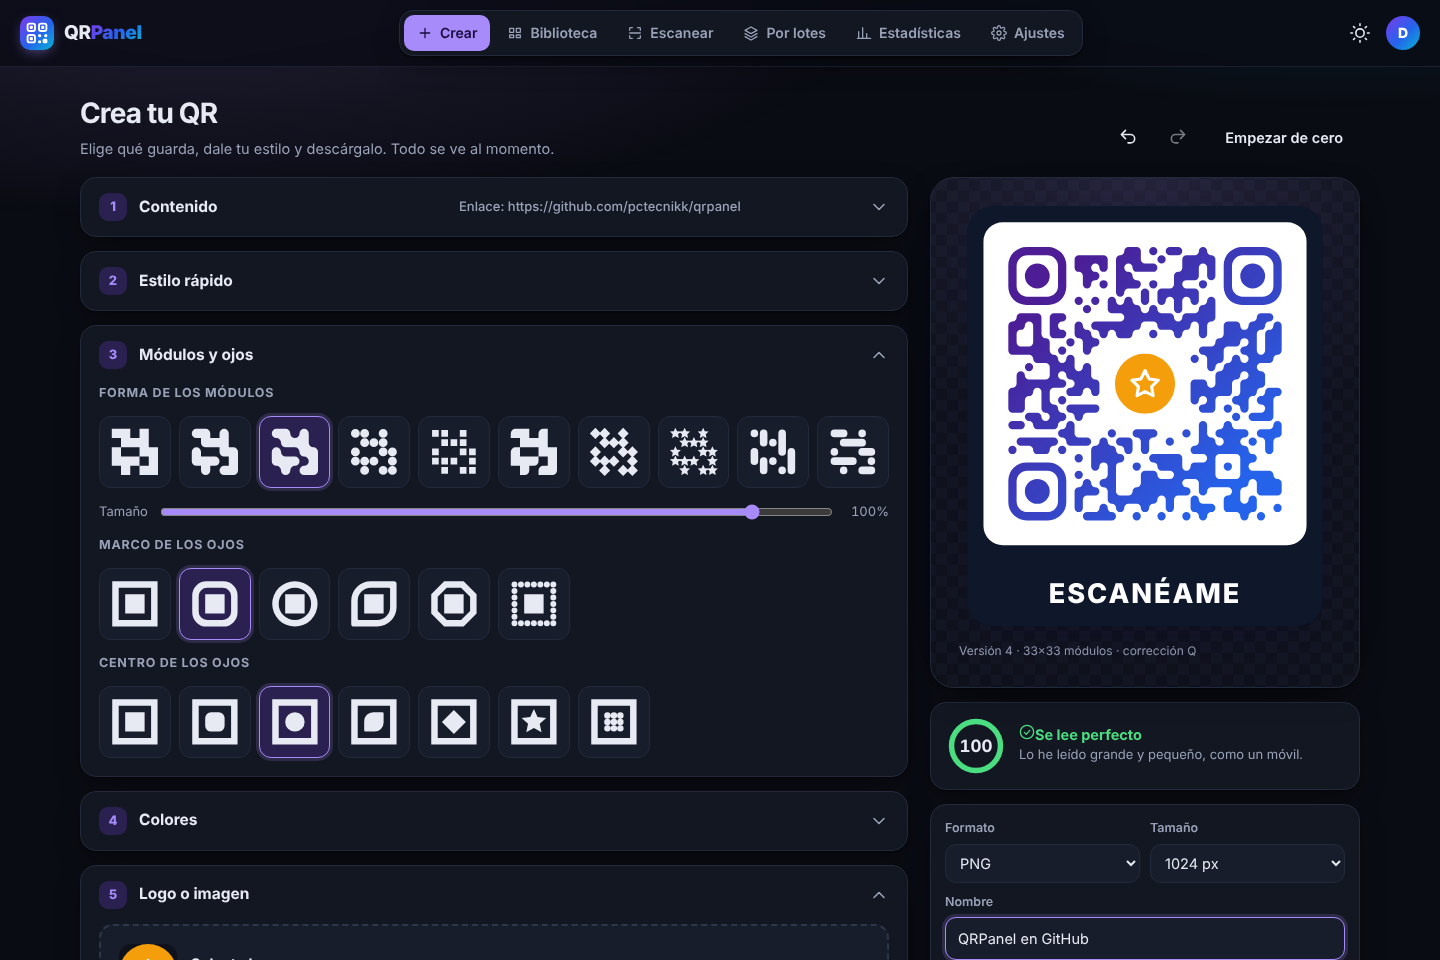 QRPanel
Crear
Biblioteca
Escanear
Por lotes
Estadísticas
Ajustes
D
Crea tu QR
Elige qué guarda, dale tu estilo y descárgalo. Todo se ve al momento.
Empezar de cero
1 Contenido
Enlace: https://github.com/pctecnikk/qrpanel
2 Estilo rápido
3 Módulos y ojos
FORMA DE LOS MÓDULOS
Tamaño
100%
MARCO DE LOS OJOS
CENTRO DE LOS OJOS
4 Colores
5 Logo o imagen
ESCANÉAME
Versión 4 · 33×33 módulos · corrección Q
100
Se lee perfecto
Lo he leído grande y pequeño, como un móvil.
Formato
Tamaño
PNG
1024 px
Nombre
QRPanel en GitHub